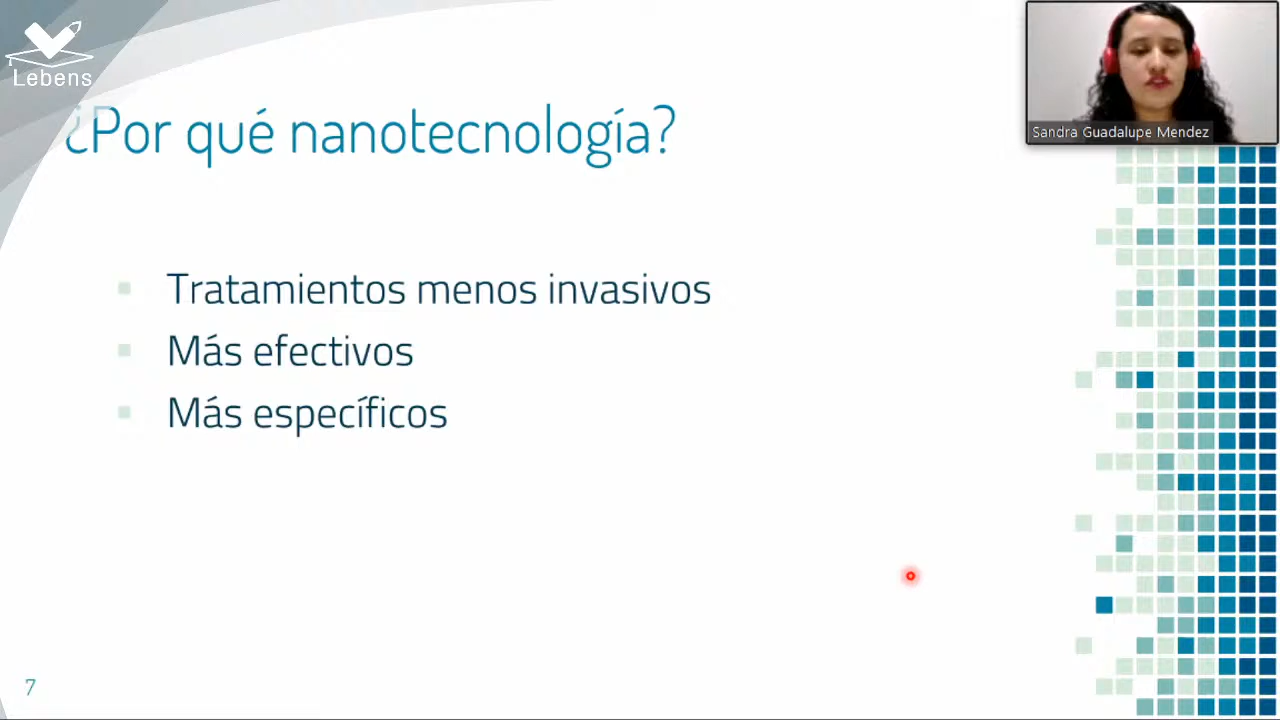 Lebens
Sandra Guadalupe Mendez
¿Por qué nanotecnología?
Tratamientos menos invasivos
Más efectivos
Más específicos
7